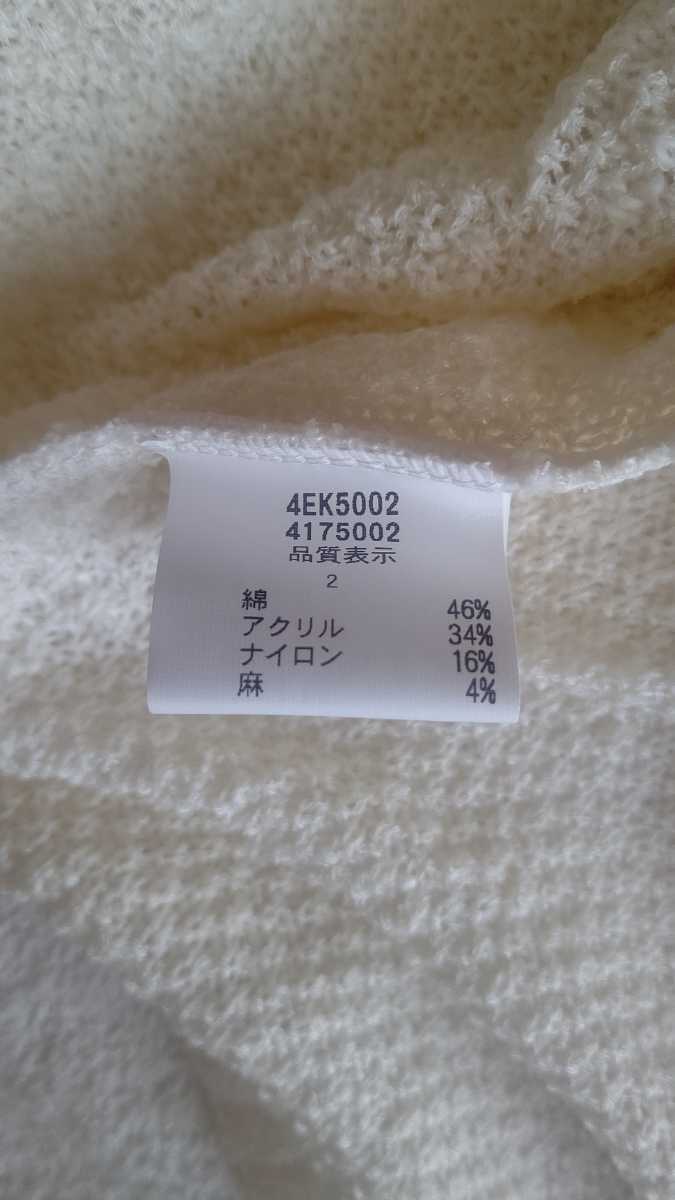 4EK5002
4175002
品質表示
2
綿 46%
アクリル 34%
ナイロン 16%
麻 4%